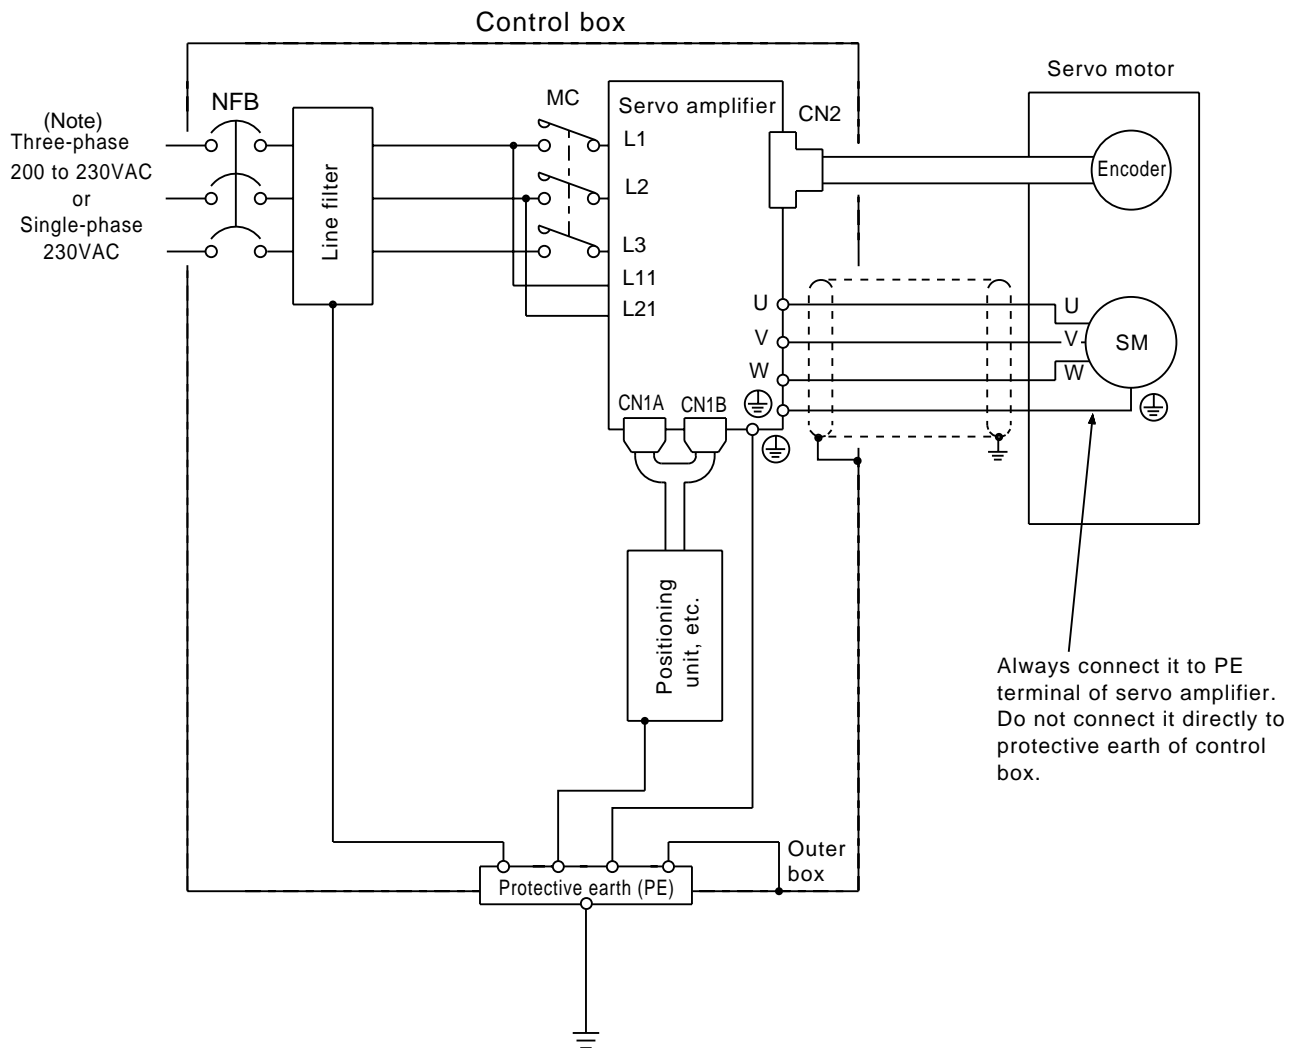 Control box
Servo motor
NFB
MC
Servo amplifier
CN2
(Note)
Three-phase
200 to 230VAC
or
Single-phase
230VAC
Line filter
L1
L2
L3
L11
L21
Encoder
U
V
W
U
V
W
SM
CN1A
CN1B
Positioning
unit, etc.
Always connect it to PE
terminal of servo amplifier.
Do not connect it directly to
protective earth of control
box.
Outer
box
Protective earth (PE)